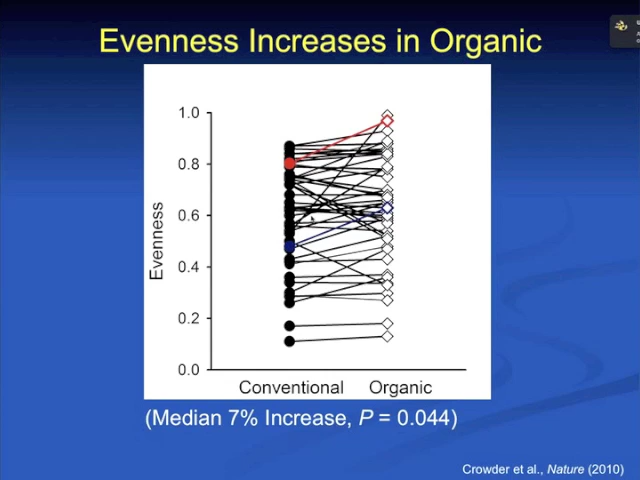 Evenness Increases in Organic
1.0
0.8
0.6
0.4
0.2
0.0
Evenness
Conventional Organic
(Median 7% Increase, P = 0.044)
Crowder et al., Nature (2010)